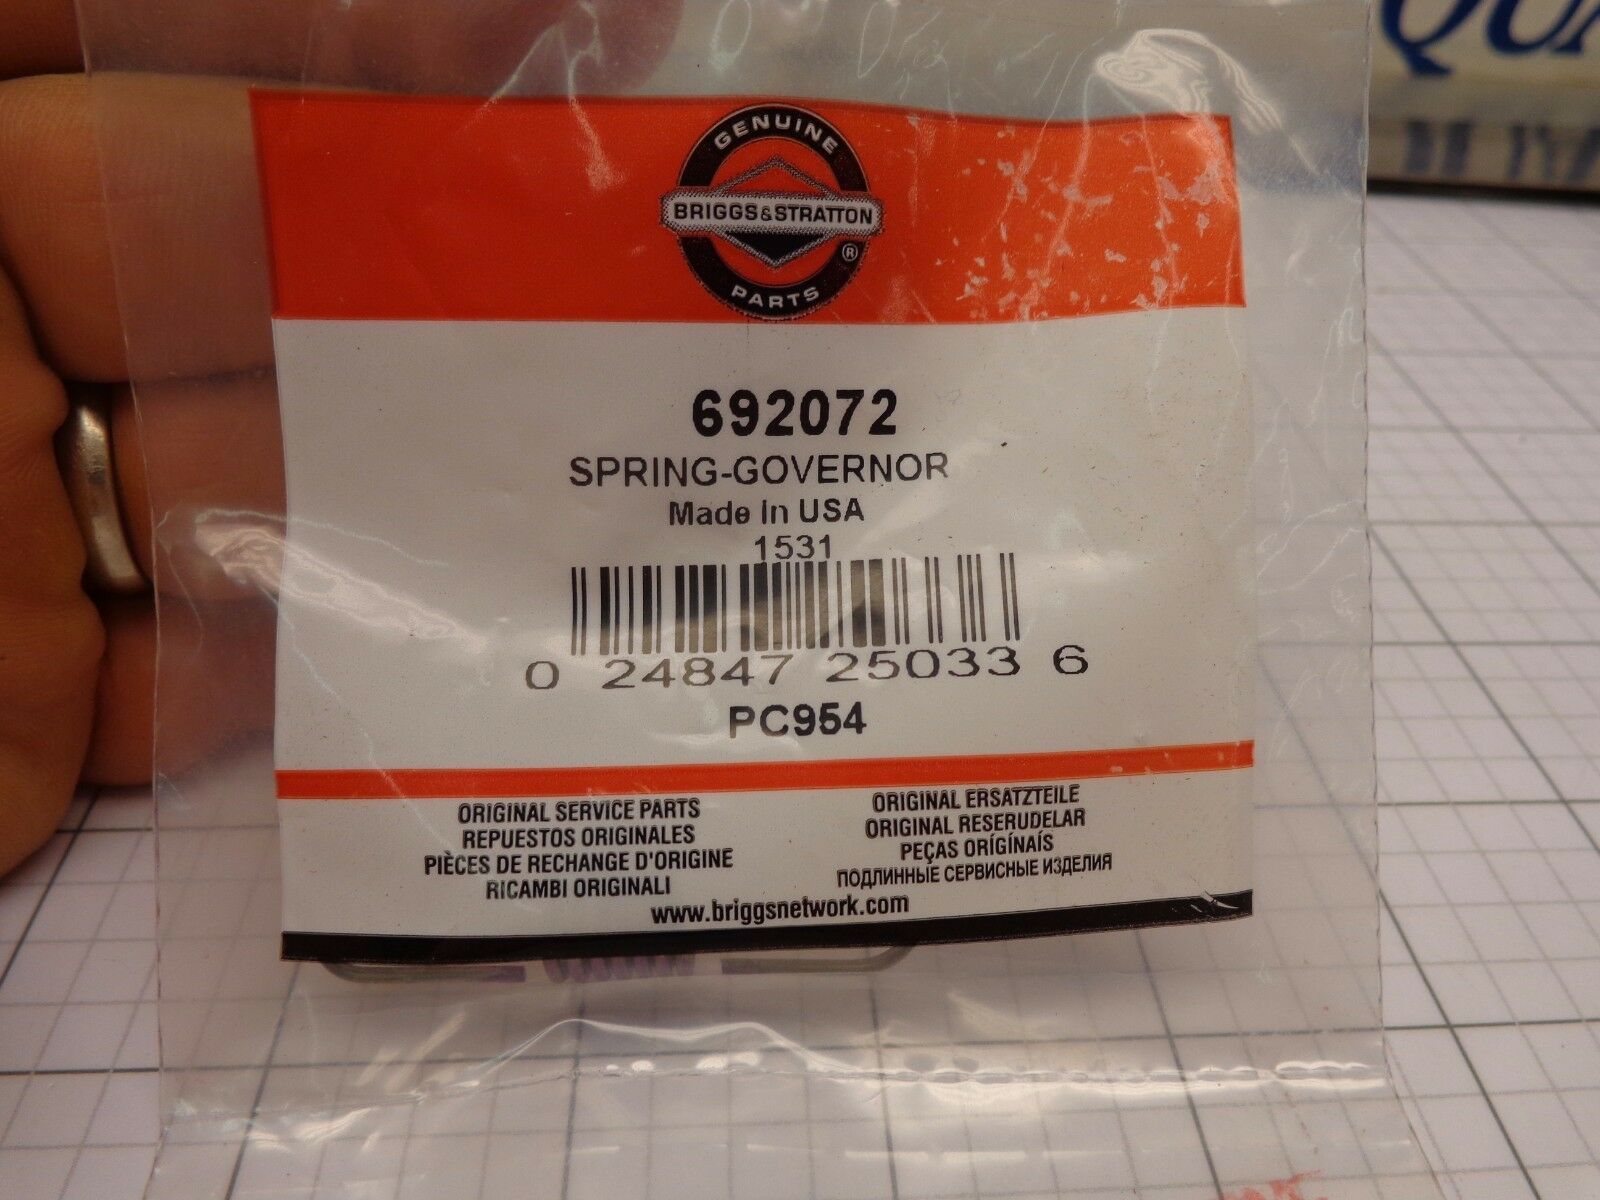 GENUINE
BRIGGS&STRATTON
®
PARTS
692072
SPRING-GOVERNOR
Made In USA
1531
0 24847 25033 6
PC954
ORIGINAL SERVICE PARTS
REPUESTOS ORIGINALES
PIÈCES DE RECHANGE D'ORIGINE
RICAMBI ORIGINALI
ORIGINAL ERSATZTEILE
ORIGINAL RESERUDELAR
PEÇAS ORÍGÍNAIS
ПОДЛИННЫЕ СЕРВИСНЫЕ ИЗДЕЛИЯ
www.briggsnetwork.com